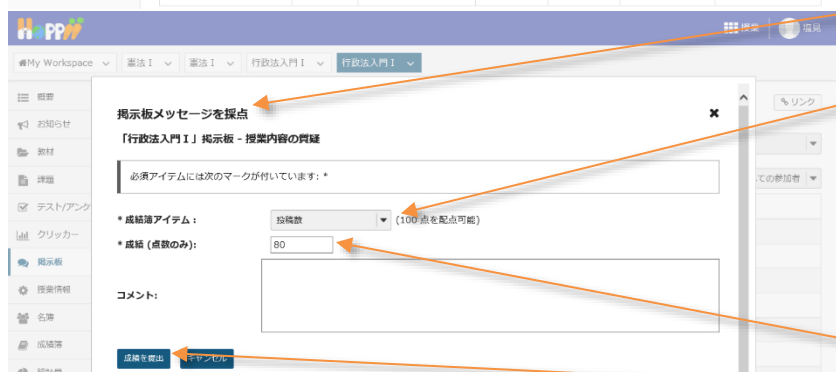 Hoppii
授業
塩見
My Workspace
憲法 I
憲法 I
行政法入門 I
行政法入門 I
概要
リンク
お知らせ
掲示板メッセージを採点
「行政法入門 I」掲示板 - 授業内容の質疑
教材
必須アイテムには次のマークが付いています: *
課題
ての参加者
テスト/アンケ
* 成績簿アイテム :
投稿数
(100 点を配点可能)
クリッカー
* 成績 (点数のみ):
80
掲示板
授業情報
コメント:
名簿
成績簿
成績を提出
キャンセル